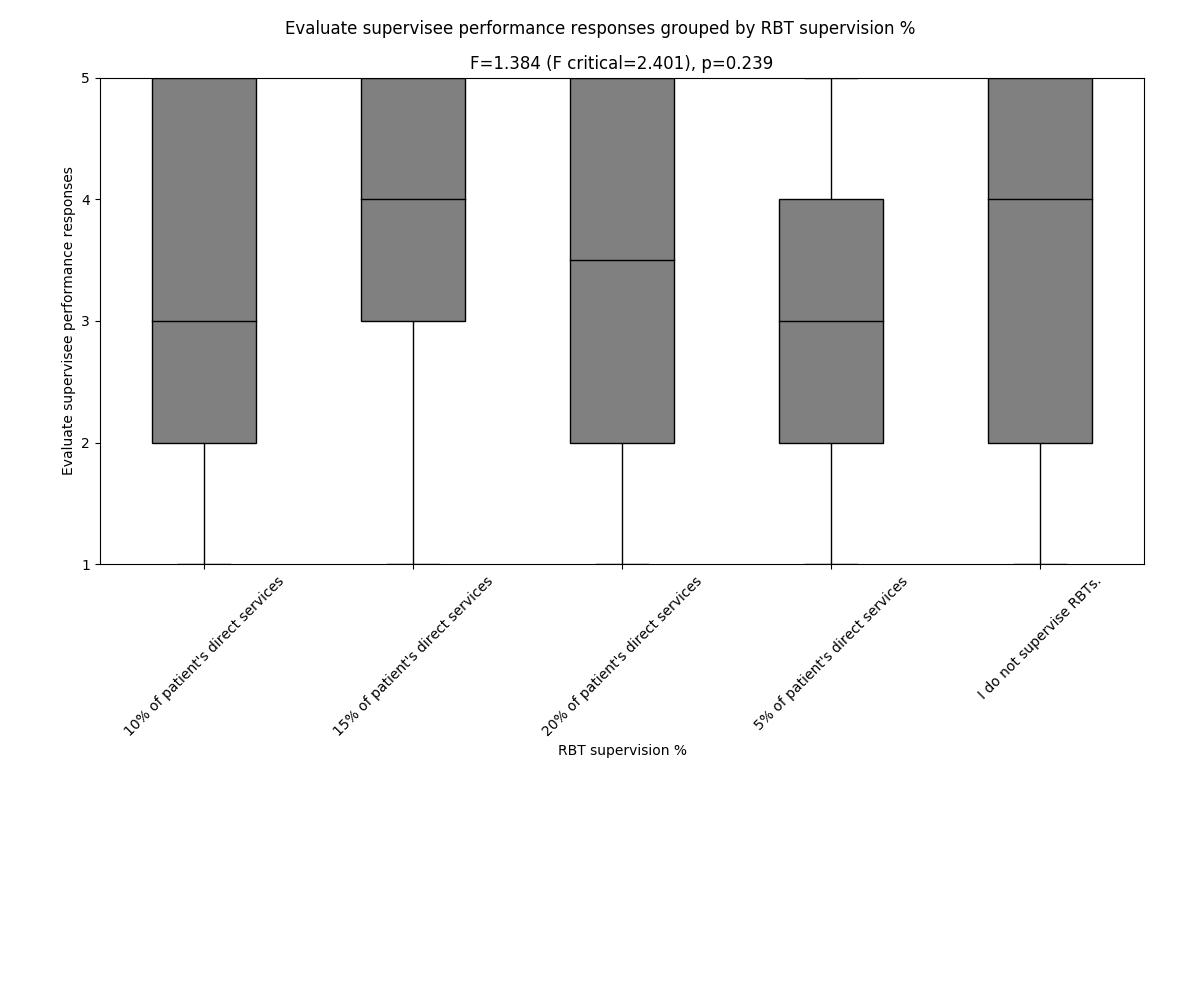 Evaluate supervisee performance responses grouped by RBT supervision %
F=1.384 (F critical=2.401), p=0.239
Evaluate supervisee performance responses
5
4
3
2
1
10% of patient's direct services
15% of patient's direct services
20% of patient's direct services
5% of patient's direct services
I do not supervise RBTs.
RBT supervision %